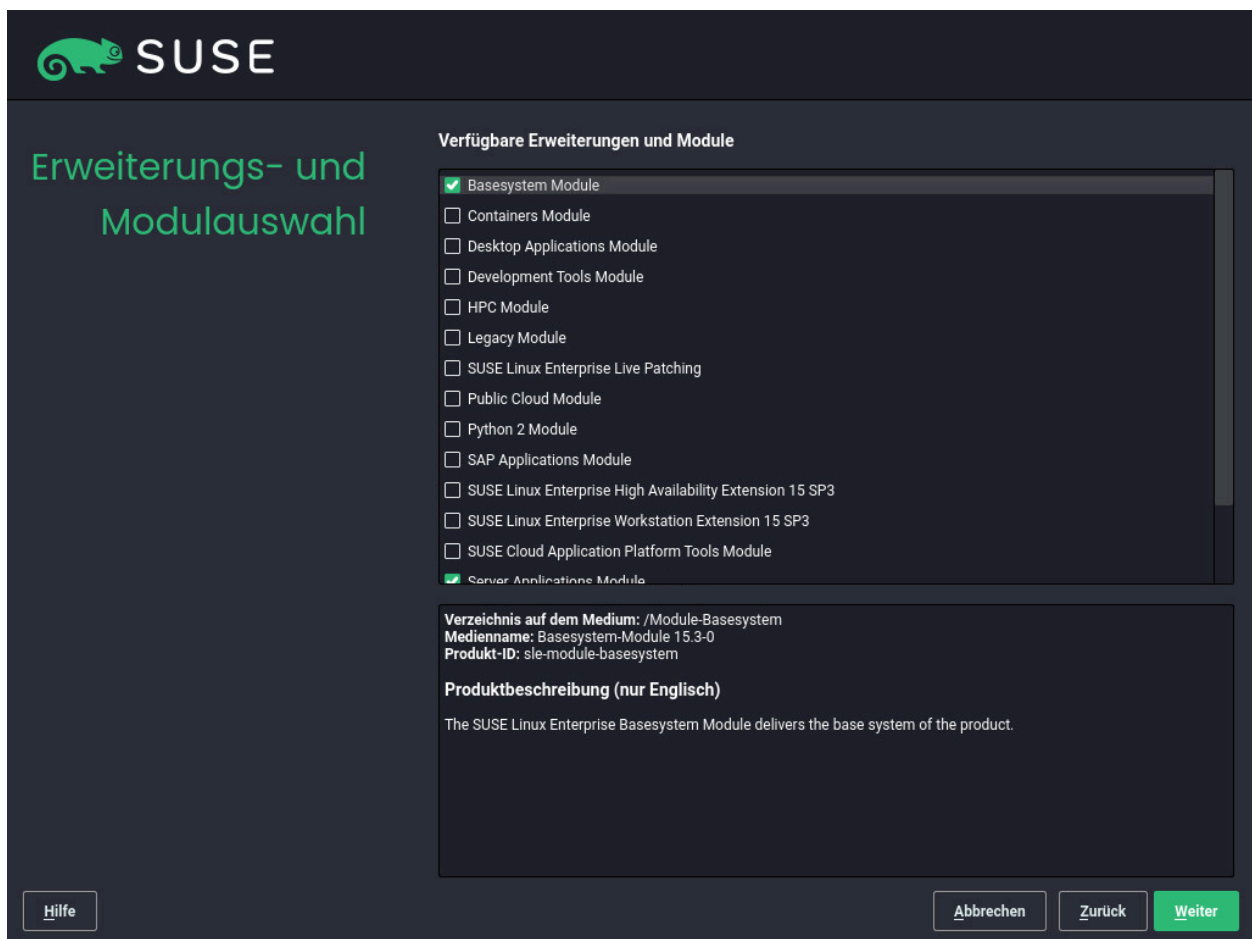 SUSE
Erweiterungs- und
Modulauswahl
Verfügbare Erweiterungen und Module
Basesystem Module
Containers Module
Desktop Applications Module
Development Tools Module
HPC Module
Legacy Module
SUSE Linux Enterprise Live Patching
Public Cloud Module
Python 2 Module
SAP Applications Module
SUSE Linux Enterprise High Availability Extension 15 SP3
SUSE Linux Enterprise Workstation Extension 15 SP3
SUSE Cloud Application Platform Tools Module
Server Applications Module
Verzeichnis auf dem Medium: /Module-Basesystem
Medienname: Basesystem-Module 15.3-0
Produkt-ID: sle-module-basesystem
Produktbeschreibung (nur Englisch)
The SUSE Linux Enterprise Basesystem Module delivers the base system of the product.
Hilfe
Abbrechen
Zurück
Weiter